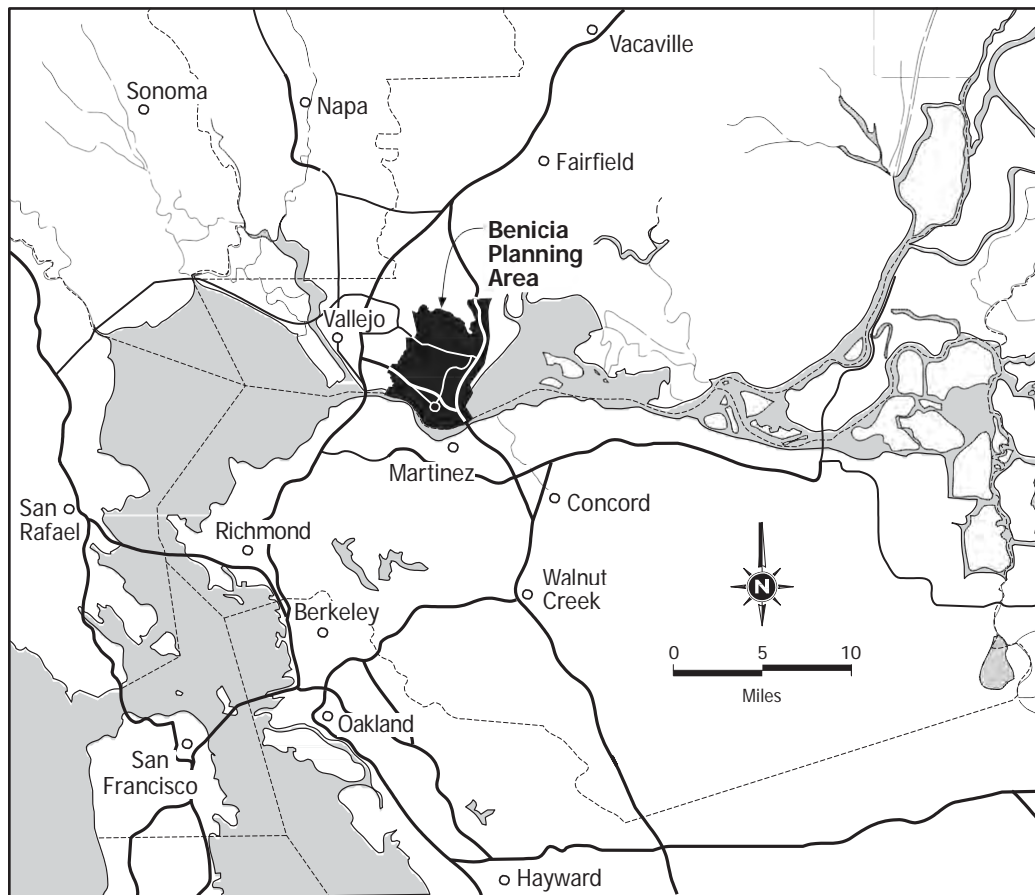 Vacaville
Sonoma
Napa
Fairfield
Benicia
Planning
Area
Vallejo
Martinez
San
Rafael
Concord
Richmond
Walnut
Creek
N
Berkeley
0 5 10
Miles
Oakland
San
Francisco
Hayward